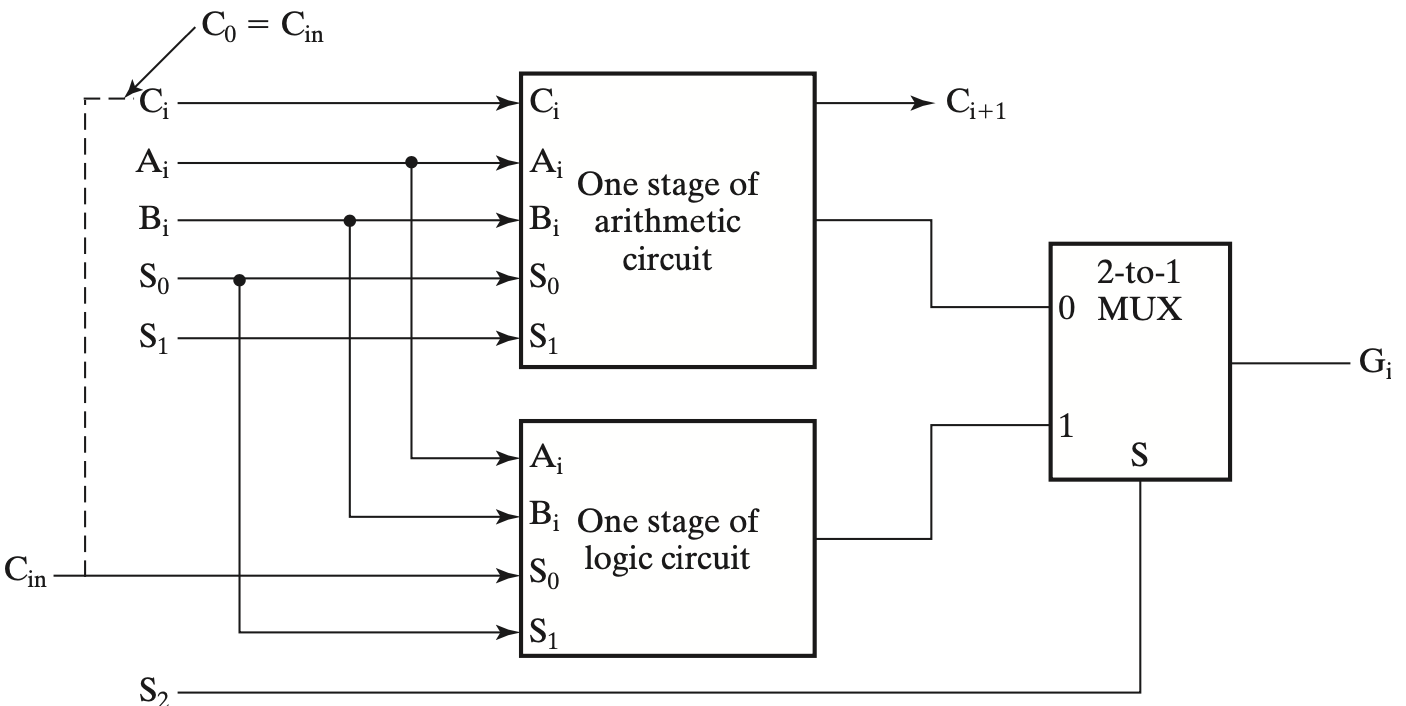 C₀ = Cᵢₙ
Cᵢ
Aᵢ
Bᵢ
S₀
S₁
Cᵢ
Aᵢ
Bᵢ
S₀
S₁
One stage of
arithmetic
circuit
Cᵢ₊₁
2-to-1
0 MUX
1
S
Gᵢ
Aᵢ
Bᵢ
S₀
S₁
One stage of
logic circuit
Cᵢₙ
S₂